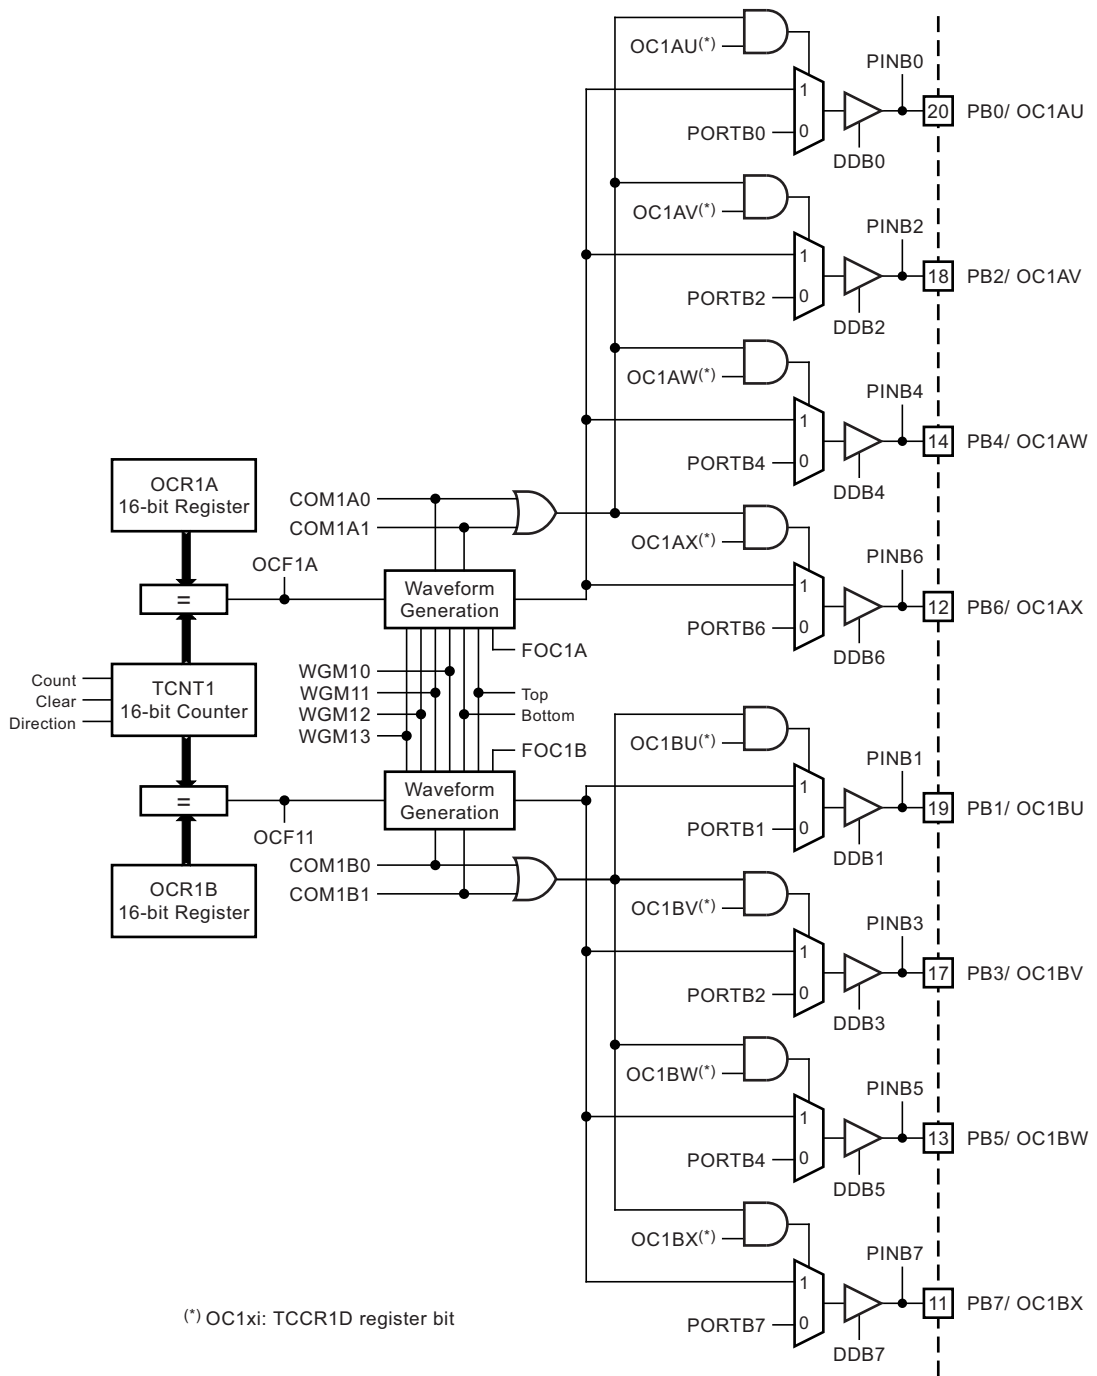 OC1AU(*)
PINB0
1
20
PB0/ OC1AU
PORTB0
0
DDB0
OC1AV(*)
PINB2
1
18
PB2/ OC1AV
PORTB2
0
DDB2
OC1AW(*)
PINB4
1
14
PB4/ OC1AW
PORTB4
0
DDB4
OCR1A
16-bit Register
COM1A0
COM1A1
OC1AX(*)
PINB6
OCF1A
=
Waveform
Generation
1
12
PB6/ OC1AX
PORTB6
0
DDB6
FOC1A
Count
Clear
Direction
TCNT1
16-bit Counter
WGM10
WGM11
WGM12
WGM13
Top
Bottom
FOC1B
OC1BU(*)
PINB1
=
Waveform
Generation
1
19
PB1/ OC1BU
PORTB1
0
DDB1
OCF11
COM1B0
COM1B1
OCR1B
16-bit Register
OC1BV(*)
PINB3
1
17
PB3/ OC1BV
PORTB2
0
DDB3
OC1BW(*)
PINB5
1
13
PB5/ OC1BW
PORTB4
0
DDB5
OC1BX(*)
PINB7
1
11
PB7/ OC1BX
PORTB7
0
DDB7
(*) OC1xi: TCCR1D register bit